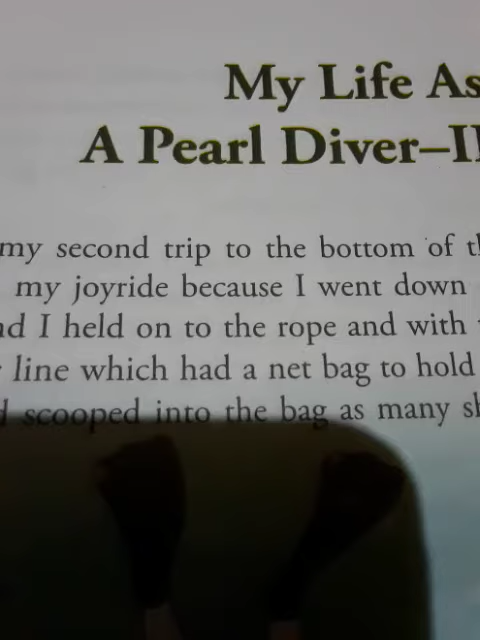 My Life As
A Pearl Diver–II
my second trip to the bottom of
my joyride because I went down
I held on to the rope and with
line which had a net bag to hold
scooped into the bag as many